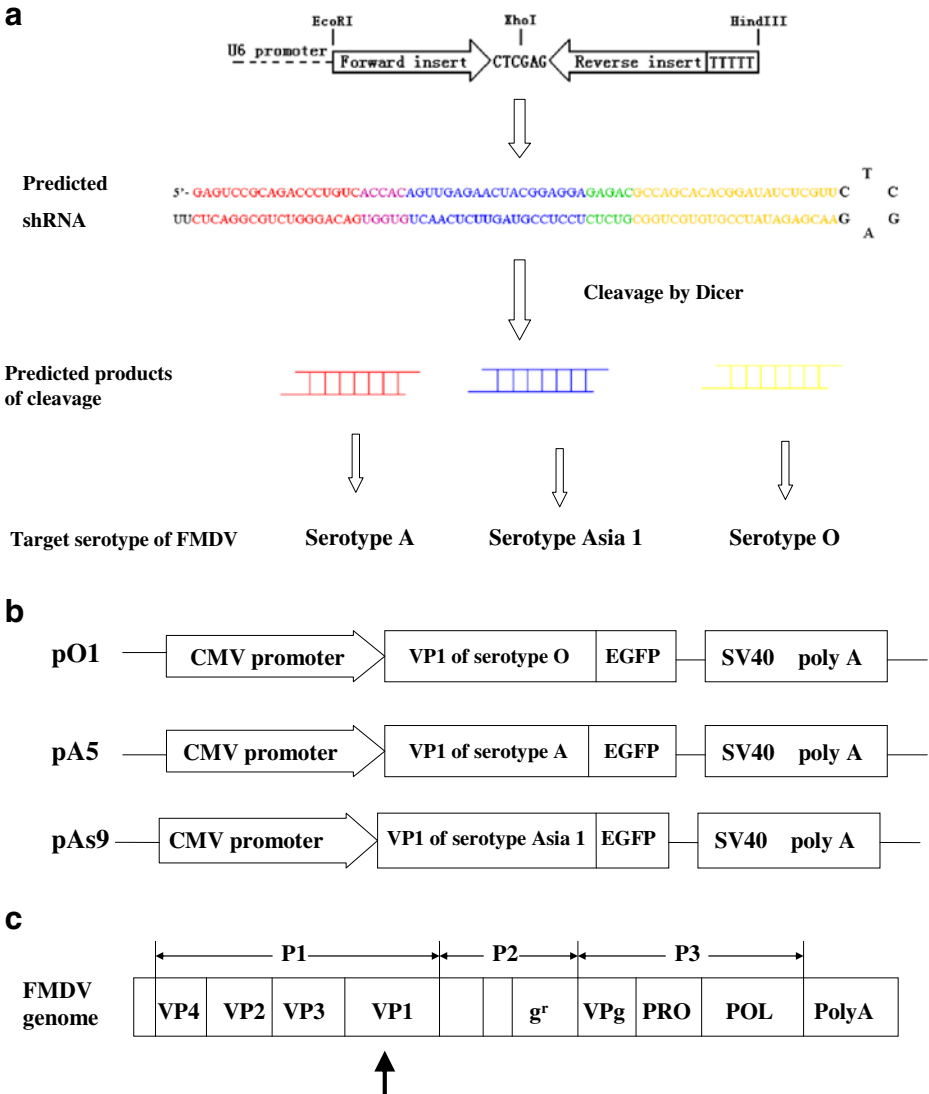 a
EcoRI XhoI HindIII
U6 promoter Forward insert CTCGAG Reverse insert TTTTT
Predicted shRNA
5'- GAGUCCGCAGACCCUGUCACCACAGUUGAGAACUACGGAGGAGAGACGCCAGCACACGGAUAUCUCGUUC
T
C
UUCUCAGGCGUCUGGGACAGUGGUGUCAACUCUUGAUGCCUCCUCUCUGCGGUCGUGUGCCUAUAGAGCAAG
A
G
Cleavage by Dicer
Predicted products
of cleavage
Target serotype of FMDV Serotype A Serotype Asia 1 Serotype O
b
pO1 CMV promoter VP1 of serotype O EGFP SV40 poly A
pA5 CMV promoter VP1 of serotype A EGFP SV40 poly A
pAs9 CMV promoter VP1 of serotype Asia 1 EGFP SV40 poly A
c
P1 P2 P3
FMDV
genome
VP4 VP2 VP3 VP1 gʳ VPg PRO POL PolyA